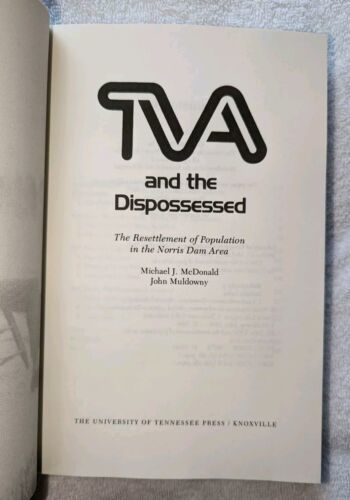 TVA
and the
Dispossessed
The Resettlement of Population
in the Norris Dam Area
Michael J. McDonald
John Muldowny
THE UNIVERSITY OF TENNESSEE PRESS / KNOXVILLE